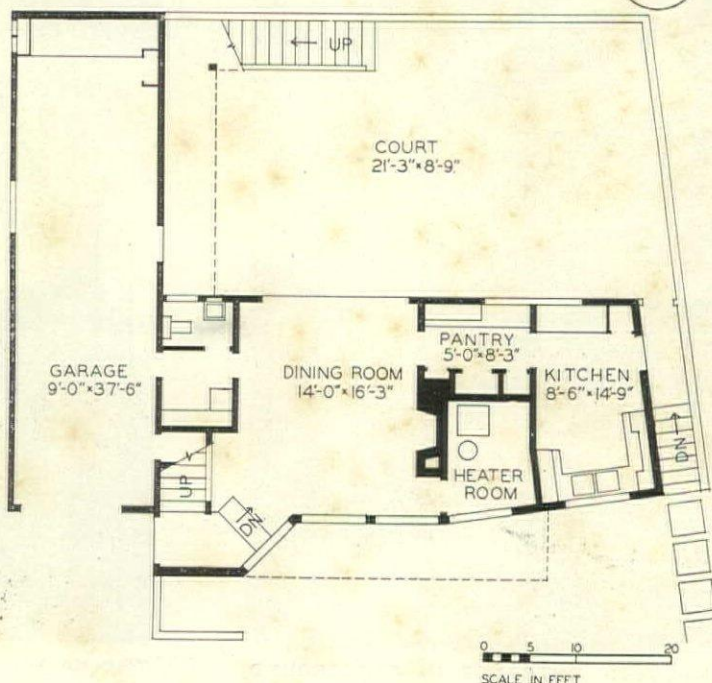 UP
COURT
21'-3"×8'-9"
GARAGE
9'-0"×37'-6"
DINING ROOM
14'-0"×16'-3"
PANTRY
5'-0"×8'-3"
KITCHEN
8'-6"×14'-9"
HEATER
ROOM
UP
DN
DN
0 5 10 20
SCALE IN FEET